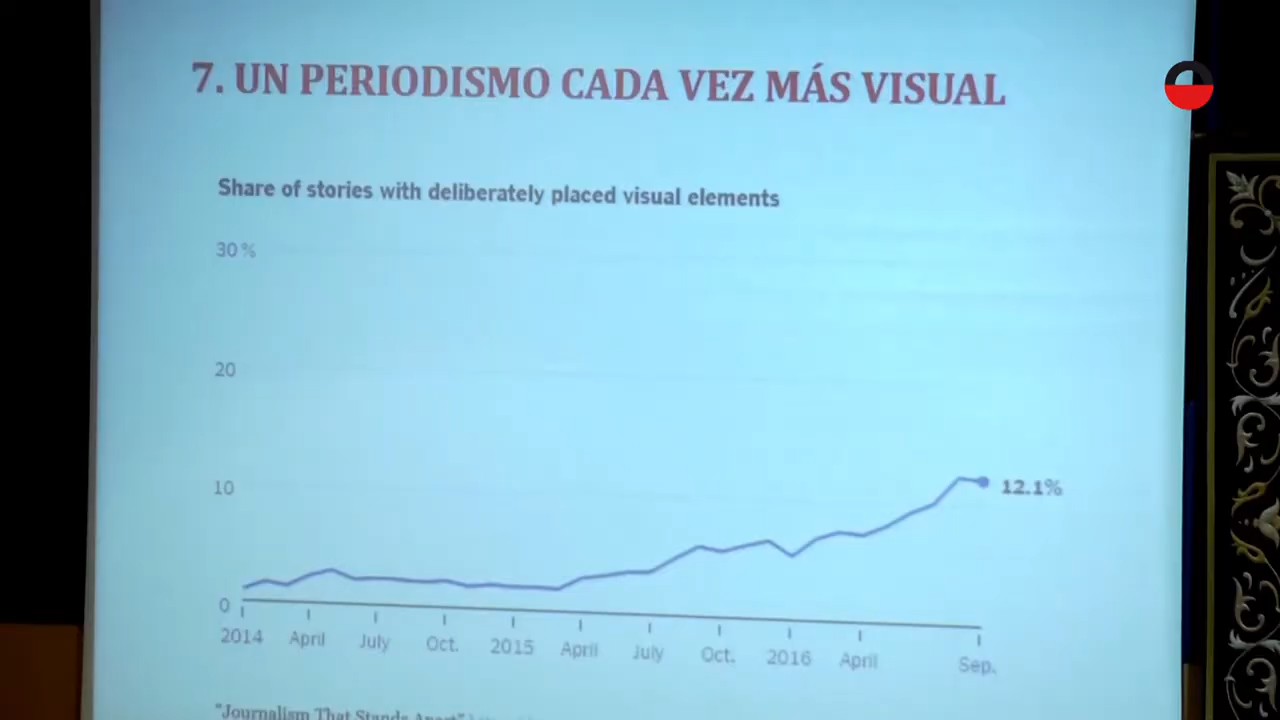 7. UN PERIODISMO CADA VEZ MÁS VISUAL
Share of stories with deliberately placed visual elements
30%
20
10
12.1%
0
2014 April July Oct. 2015 April July Oct. 2016 April Sep.
"Journalism That Stands Apart"